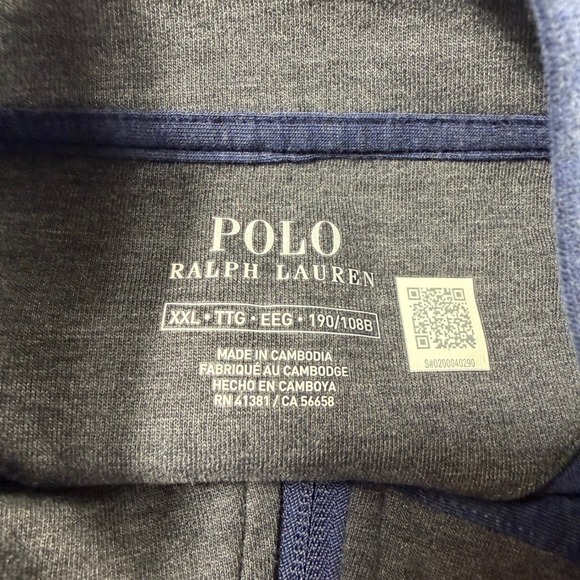 POLO
RALPH LAUREN
XXL • TTG • EEG • 190/108B
MADE IN CAMBODIA
FABRIQUÉ AU CAMBODGE
HECHO EN CAMBOYA
RN 41381 / CA 56658
S#0200040290